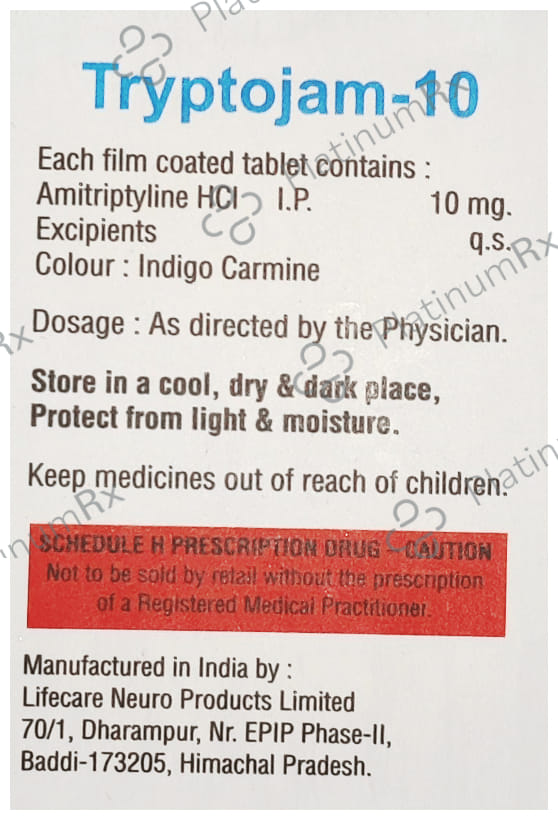 Tryptojam-10
Each film coated tablet contains :
Amitriptyline HCl I.P. 10 mg.
Excipients q.s.
Colour : Indigo Carmine
Dosage : As directed by the Physician.
Store in a cool, dry & dark place,
Protect from light & moisture.
Keep medicines out of reach of children.
SCHEDULE H PRESCRIPTION DRUG - CAUTION
Not to be sold by retail without the prescription
of a Registered Medical Practitioner.
Manufactured in India by :
Lifecare Neuro Products Limited
70/1, Dharampur, Nr. EPIP Phase-II,
Baddi-173205, Himachal Pradesh.
PlatinumRx
PlatinumRx